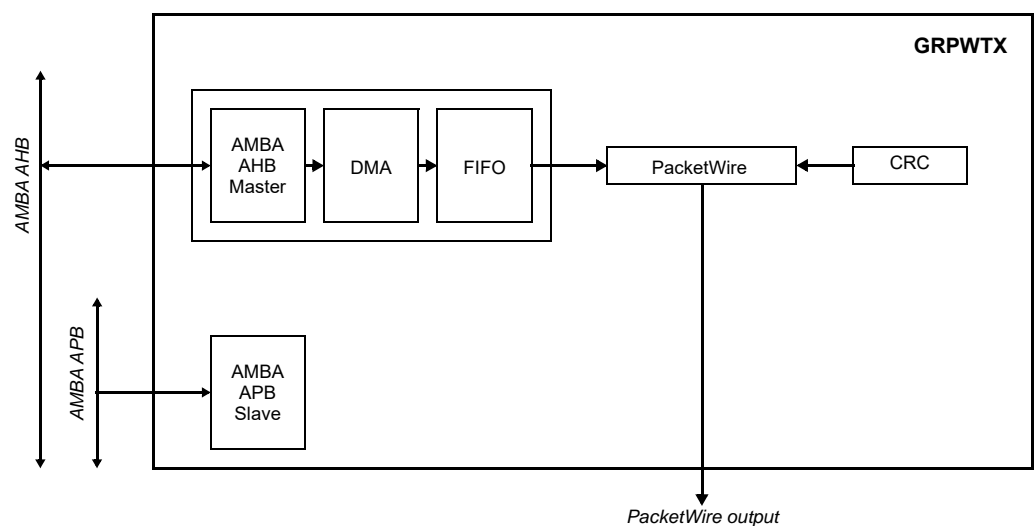 GRPWTX
AMBA AHB
AMBA
AHB
Master
DMA
FIFO
PacketWire
CRC
AMBA APB
AMBA
APB
Slave
PacketWire output